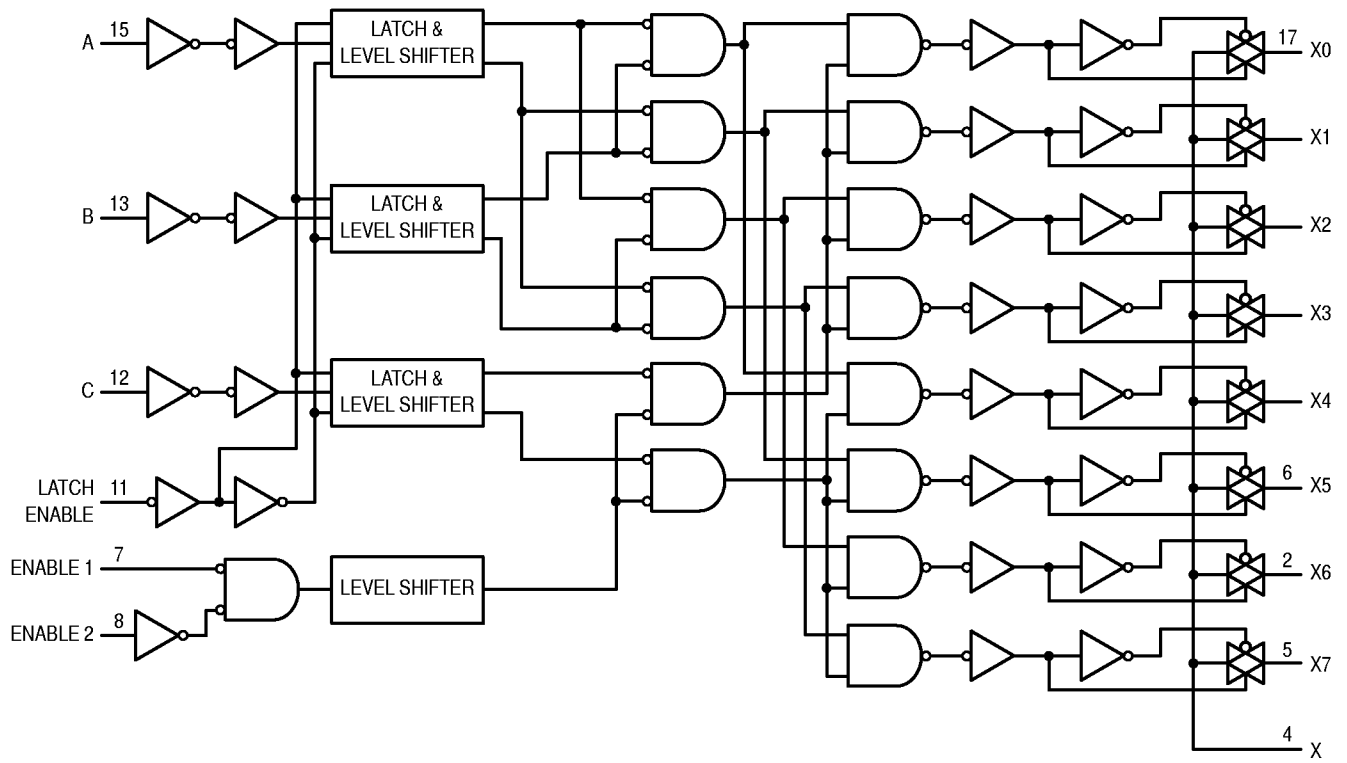 A 15
LATCH &
LEVEL SHIFTER
17 X0
X1
B 13
LATCH &
LEVEL SHIFTER
X2
X3
C 12
LATCH &
LEVEL SHIFTER
X4
LATCH 11
ENABLE
6 X5
ENABLE 1 7
LEVEL SHIFTER
2 X6
ENABLE 2 8
5 X7
4 X